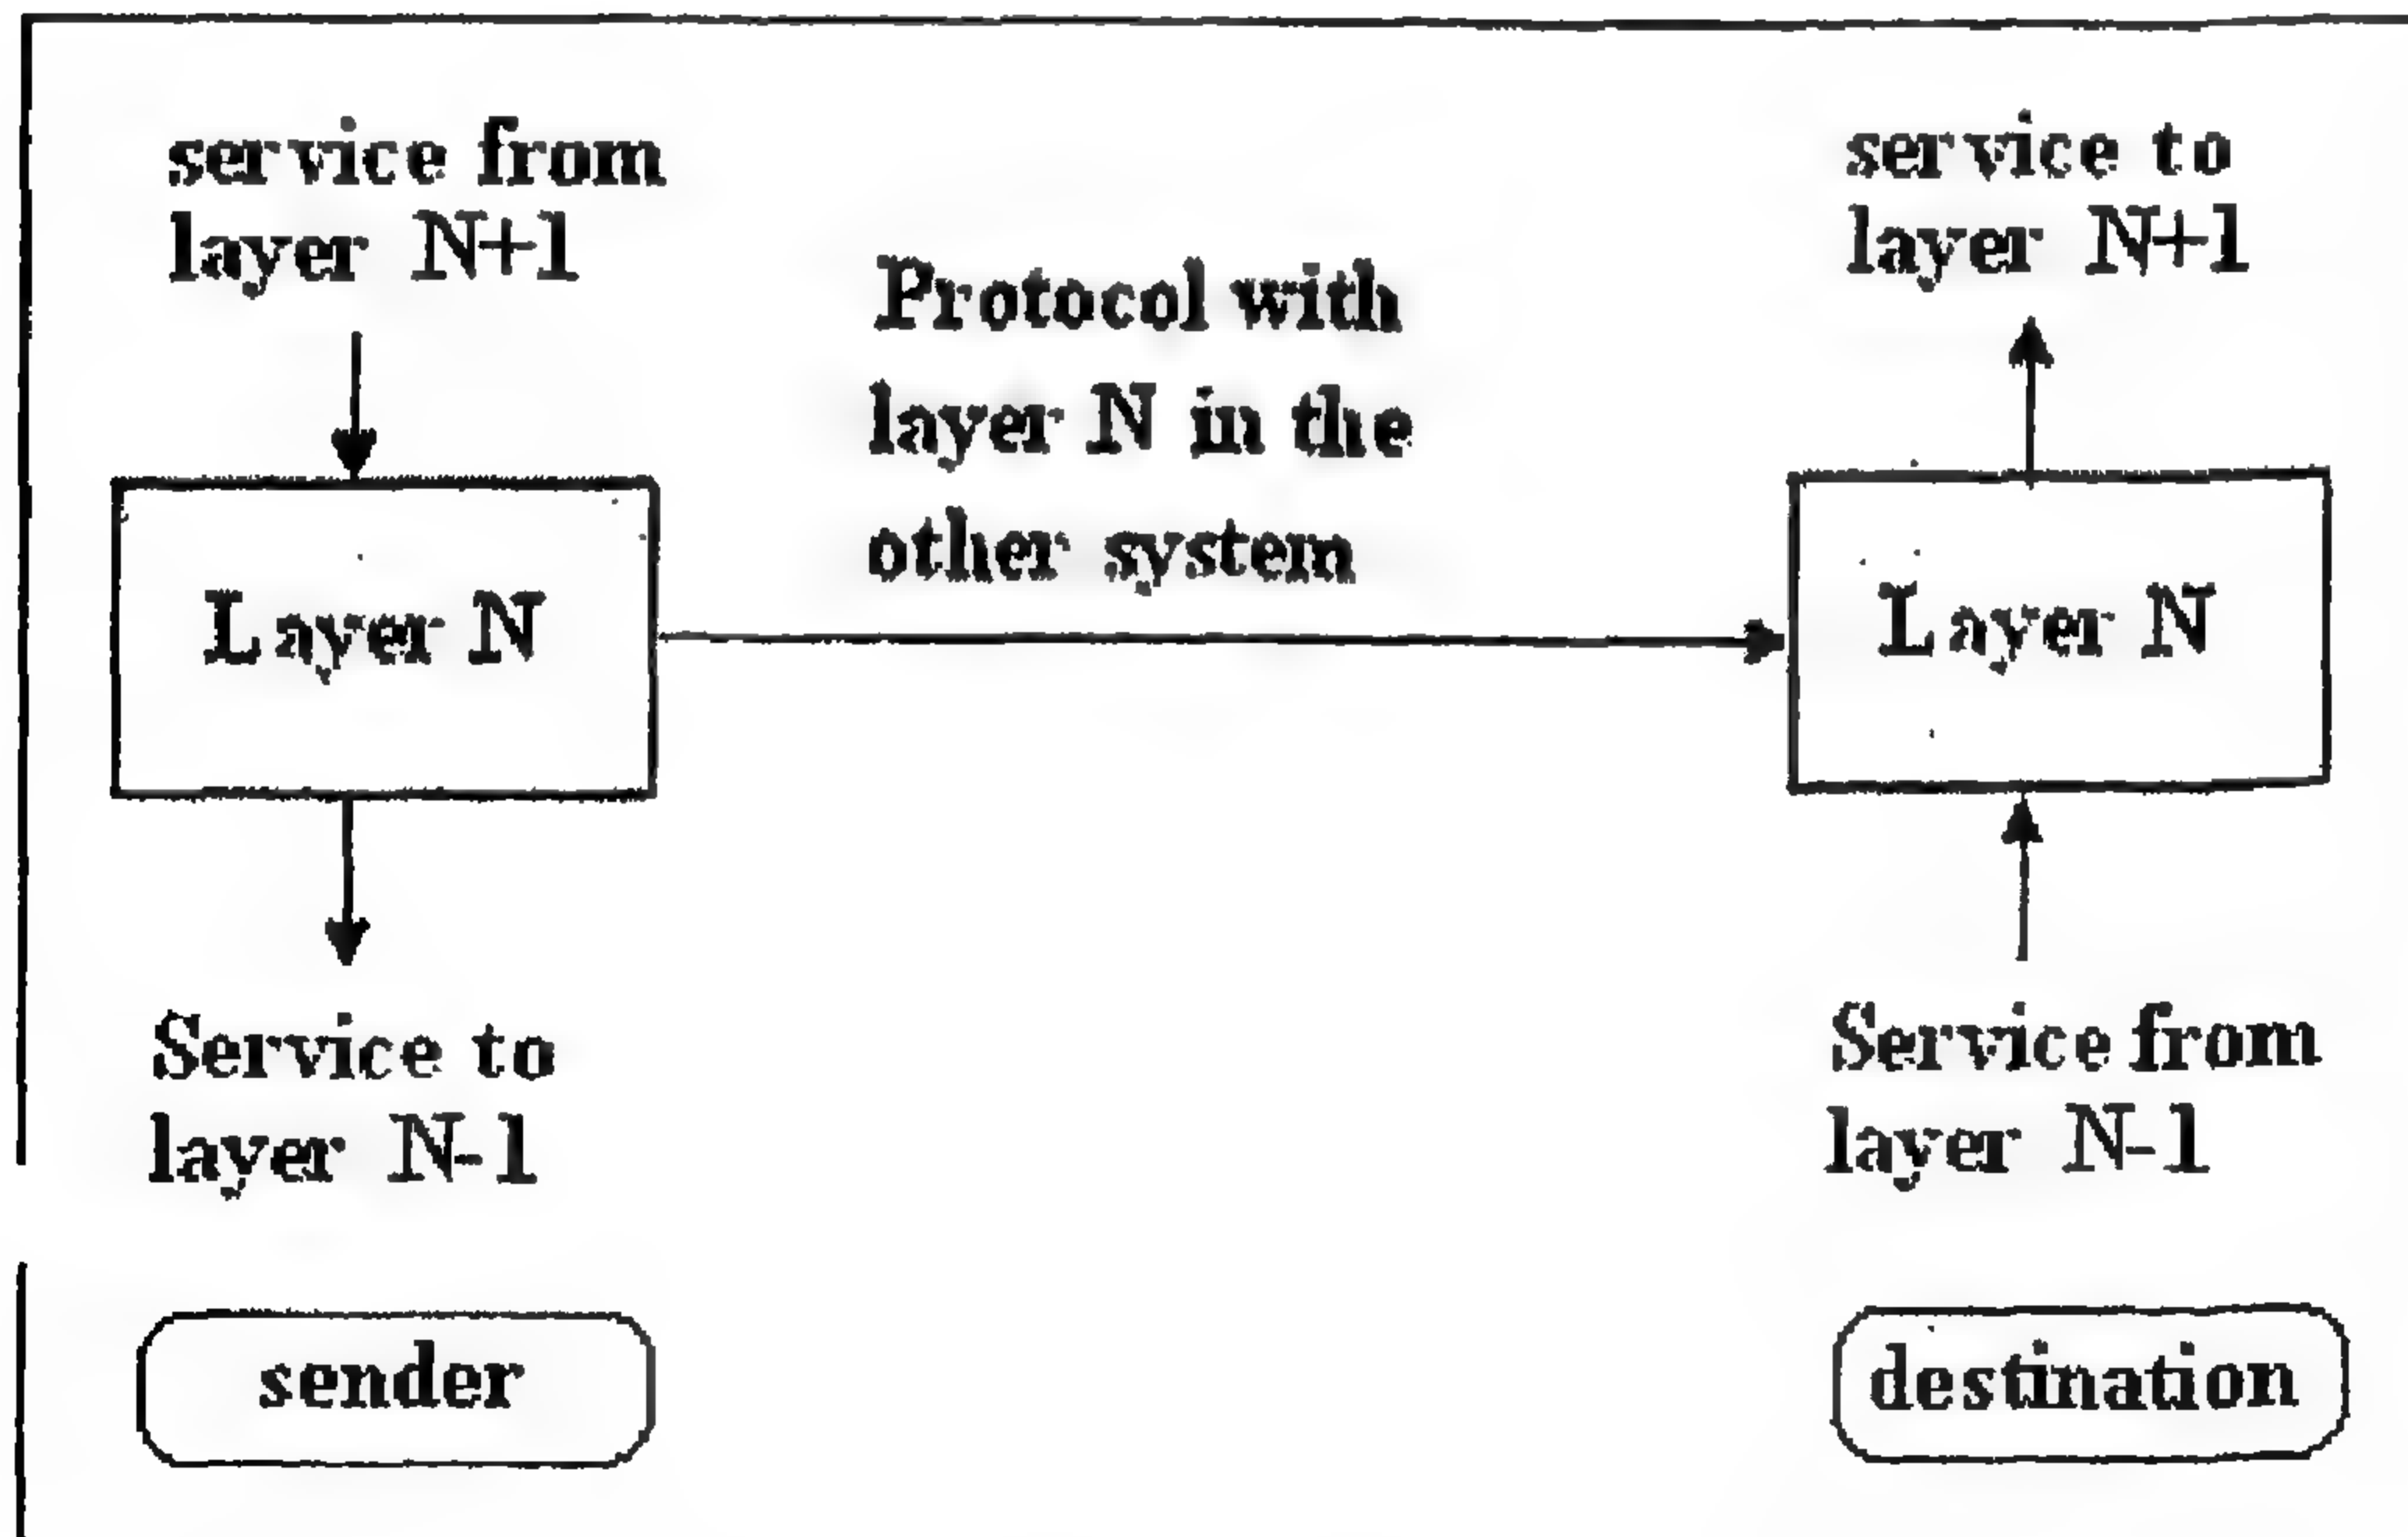 service from
layer N+1
Protocol with
layer N in the
other system
service to
layer N+1
Layer N
Layer N
Service to
layer N-1
Service from
layer N-1
sender
destination